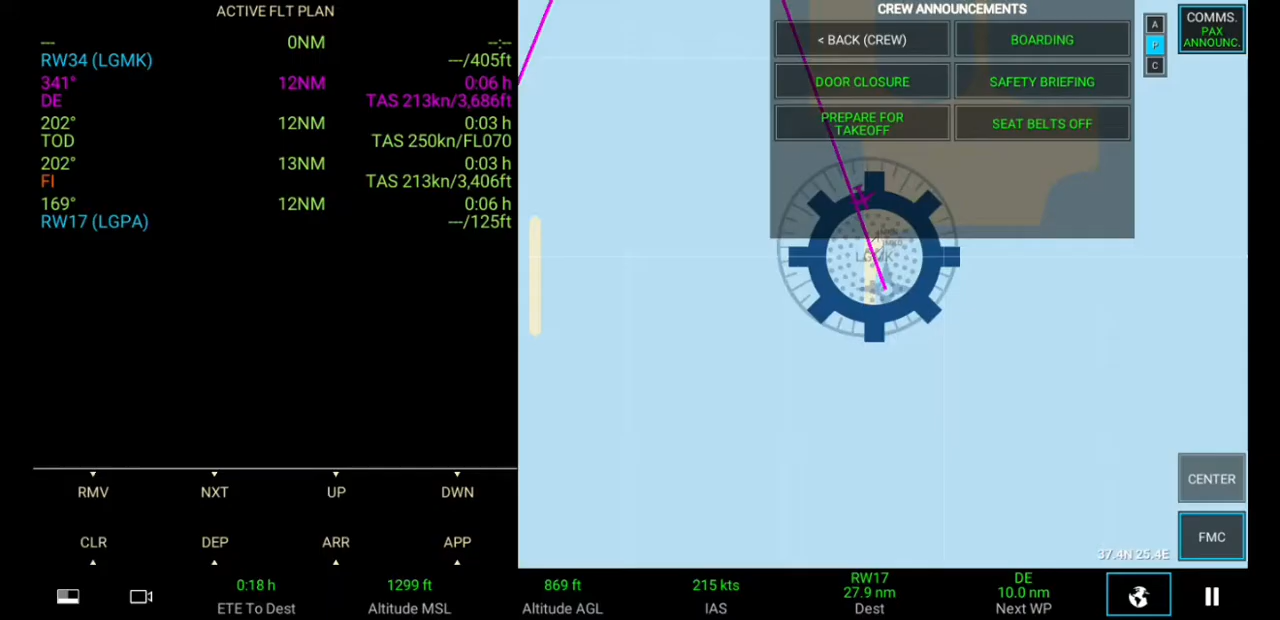 ACTIVE FLT PLAN
--- 0NM --:--
RW34 (LGMK) ---/405ft
341° 12NM 0:06 h
DE TAS 213kn/3,686ft
202° 12NM 0:03 h
TOD TAS 250kn/FL070
202° 13NM 0:03 h
FI TAS 213kn/3,406ft
169° 12NM 0:06 h
RW17 (LGPA) ---/125ft
RMV NXT UP DWN
CLR DEP ARR APP
CREW ANNOUNCEMENTS
< BACK (CREW) BOARDING
DOOR CLOSURE SAFETY BRIEFING
PREPARE FOR
TAKEOFF
SEAT BELTS OFF
A
P
C
COMMS.
PAX
ANNOUNC.
LGMK
CENTER
FMC
37.4N 25.4E
0:18 h
ETE To Dest
1299 ft
Altitude MSL
869 ft
Altitude AGL
215 kts
IAS
RW17
27.9 nm
Dest
DE
10.0 nm
Next WP